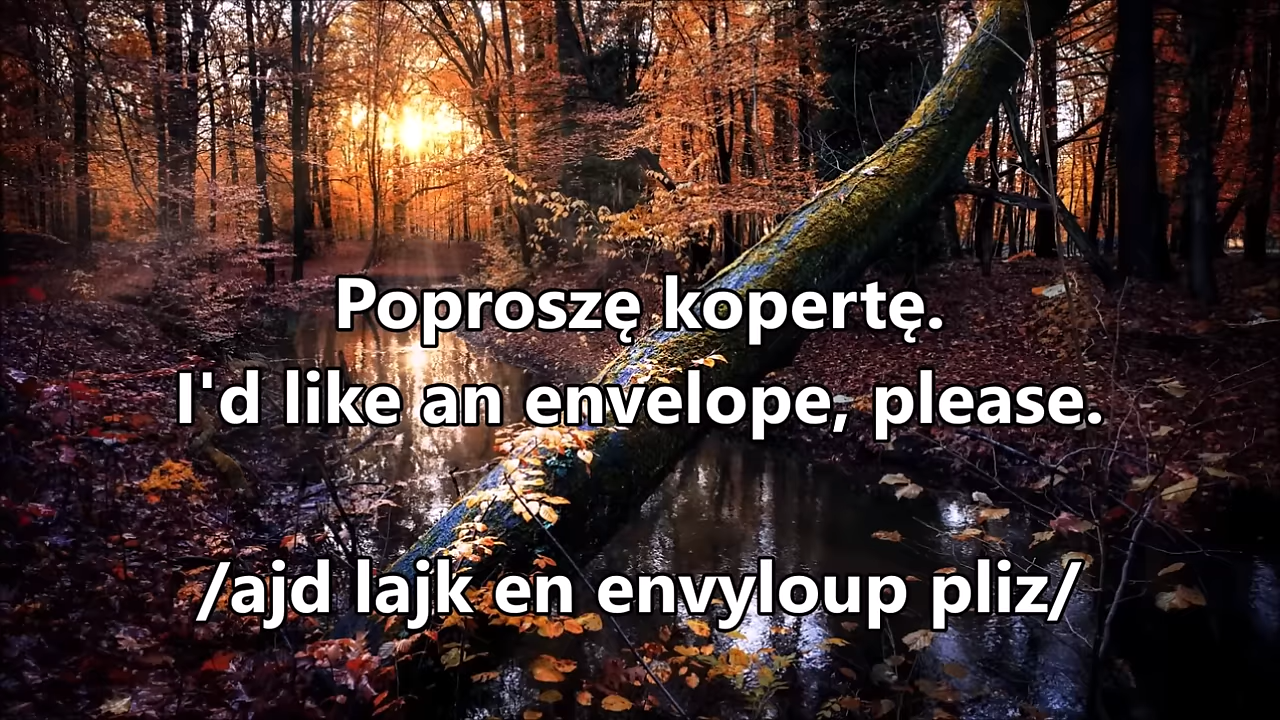 Poproszę kopertę.
I'd like an envelope, please.
/ajd lajk en envyloup pliz/